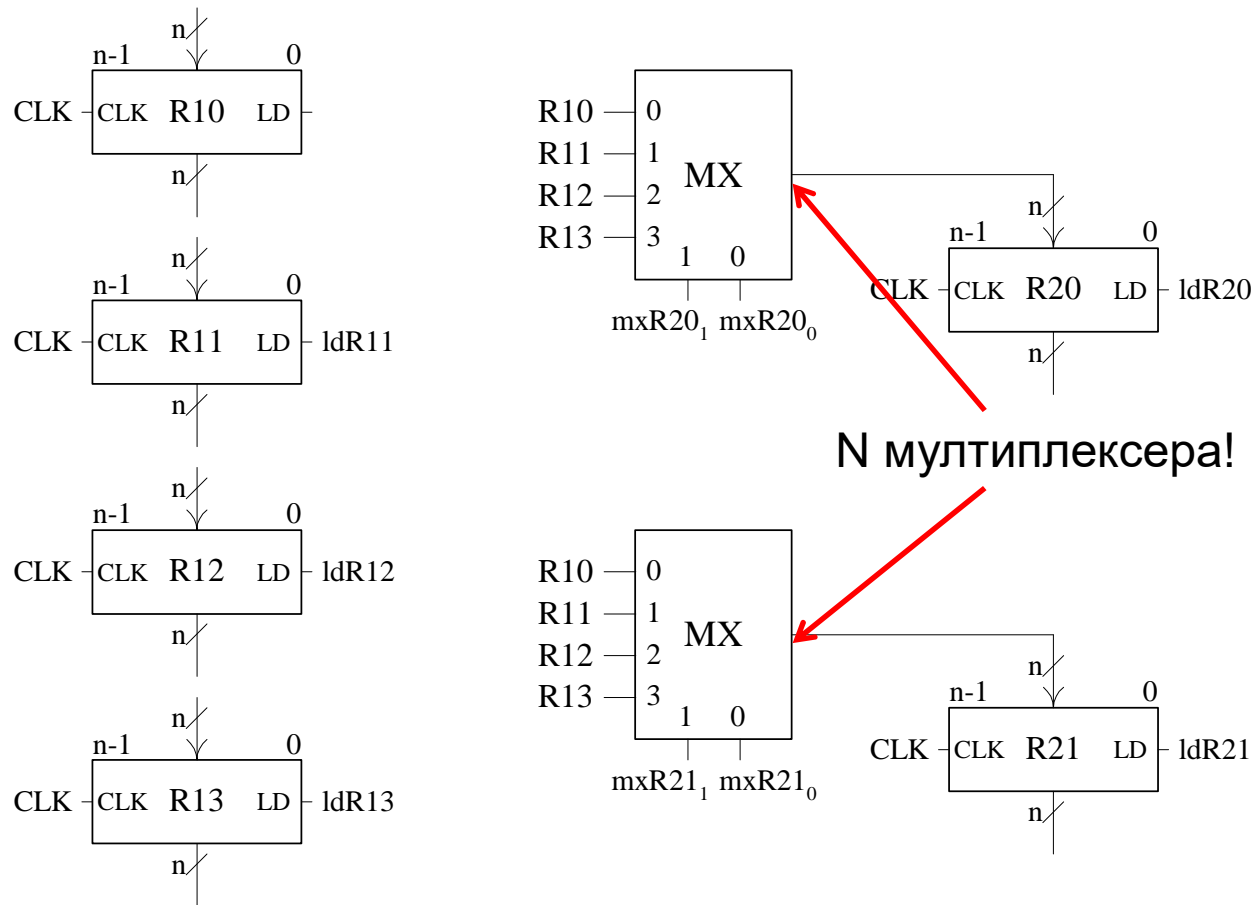 n
n-1 0
CLK CLK R10 LD
n
n
n-1 0
CLK CLK R11 LD ldR11
n
n
n-1 0
CLK CLK R12 LD ldR12
n
n
n-1 0
CLK CLK R13 LD ldR13
n
R10 0
R11 1
R12 2
R13 3
MX
1 0
mxR20₁ mxR20₀
n
n-1 0
CLK CLK R20 LD ldR20
n
N мултиплексера!
R10 0
R11 1
R12 2
R13 3
MX
1 0
mxR21₁ mxR21₀
n
n-1 0
CLK CLK R21 LD ldR21
n